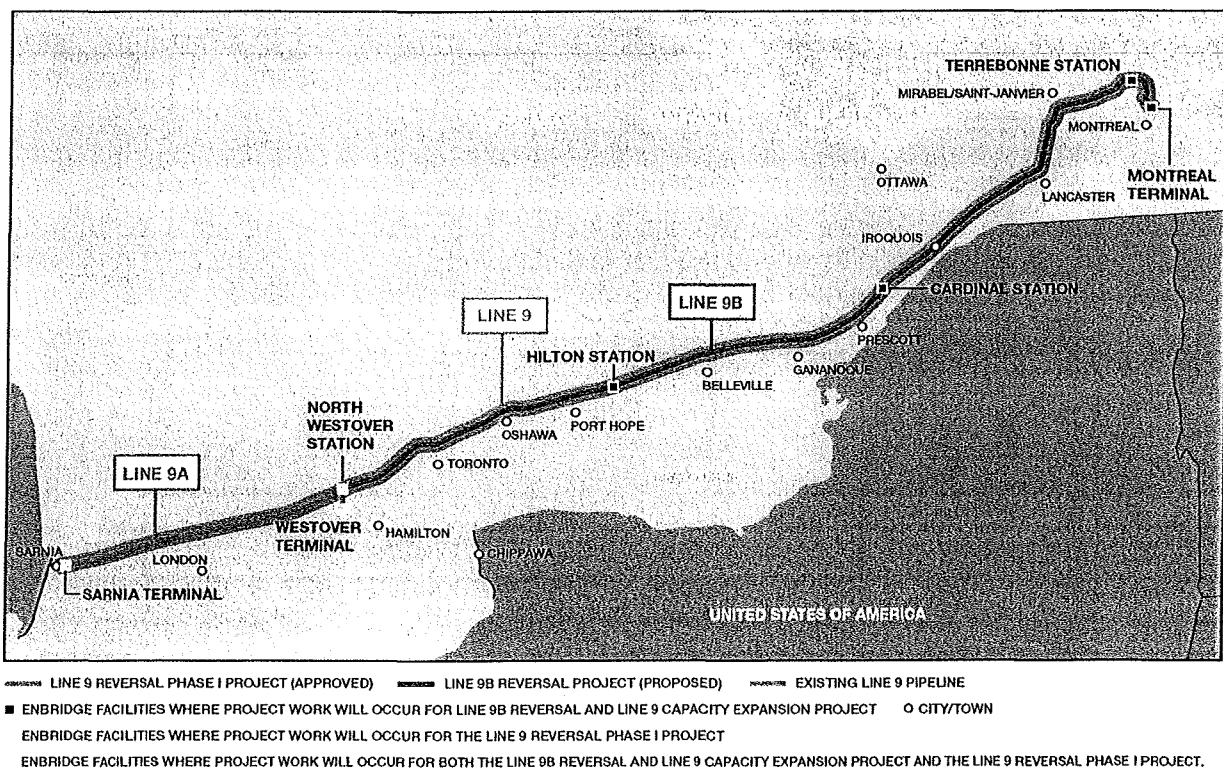 TERREBONNE STATION
MIRABEL/SAINT-JANVIER
MONTREAL
OTTAWA
MONTREAL
TERMINAL
LANCASTER
IROQUOIS
CARDINAL STATION
LINE 9B
LINE 9
PRESCOTT
HILTON STATION
GANANOQUE
BELLEVILLE
NORTH
WESTOVER
STATION
OSHAWA
PORT HOPE
TORONTO
LINE 9A
WESTOVER
TERMINAL
HAMILTON
SARNIA
LONDON
CHIPPAWA
SARNIA TERMINAL
UNITED STATES OF AMERICA
LINE 9 REVERSAL PHASE I PROJECT (APPROVED) LINE 9B REVERSAL PROJECT (PROPOSED) EXISTING LINE 9 PIPELINE
ENBRIDGE FACILITIES WHERE PROJECT WORK WILL OCCUR FOR LINE 9B REVERSAL AND LINE 9 CAPACITY EXPANSION PROJECT CITY/TOWN
ENBRIDGE FACILITIES WHERE PROJECT WORK WILL OCCUR FOR THE LINE 9 REVERSAL PHASE I PROJECT
ENBRIDGE FACILITIES WHERE PROJECT WORK WILL OCCUR FOR BOTH THE LINE 9B REVERSAL AND LINE 9 CAPACITY EXPANSION PROJECT AND THE LINE 9 REVERSAL PHASE I PROJECT.